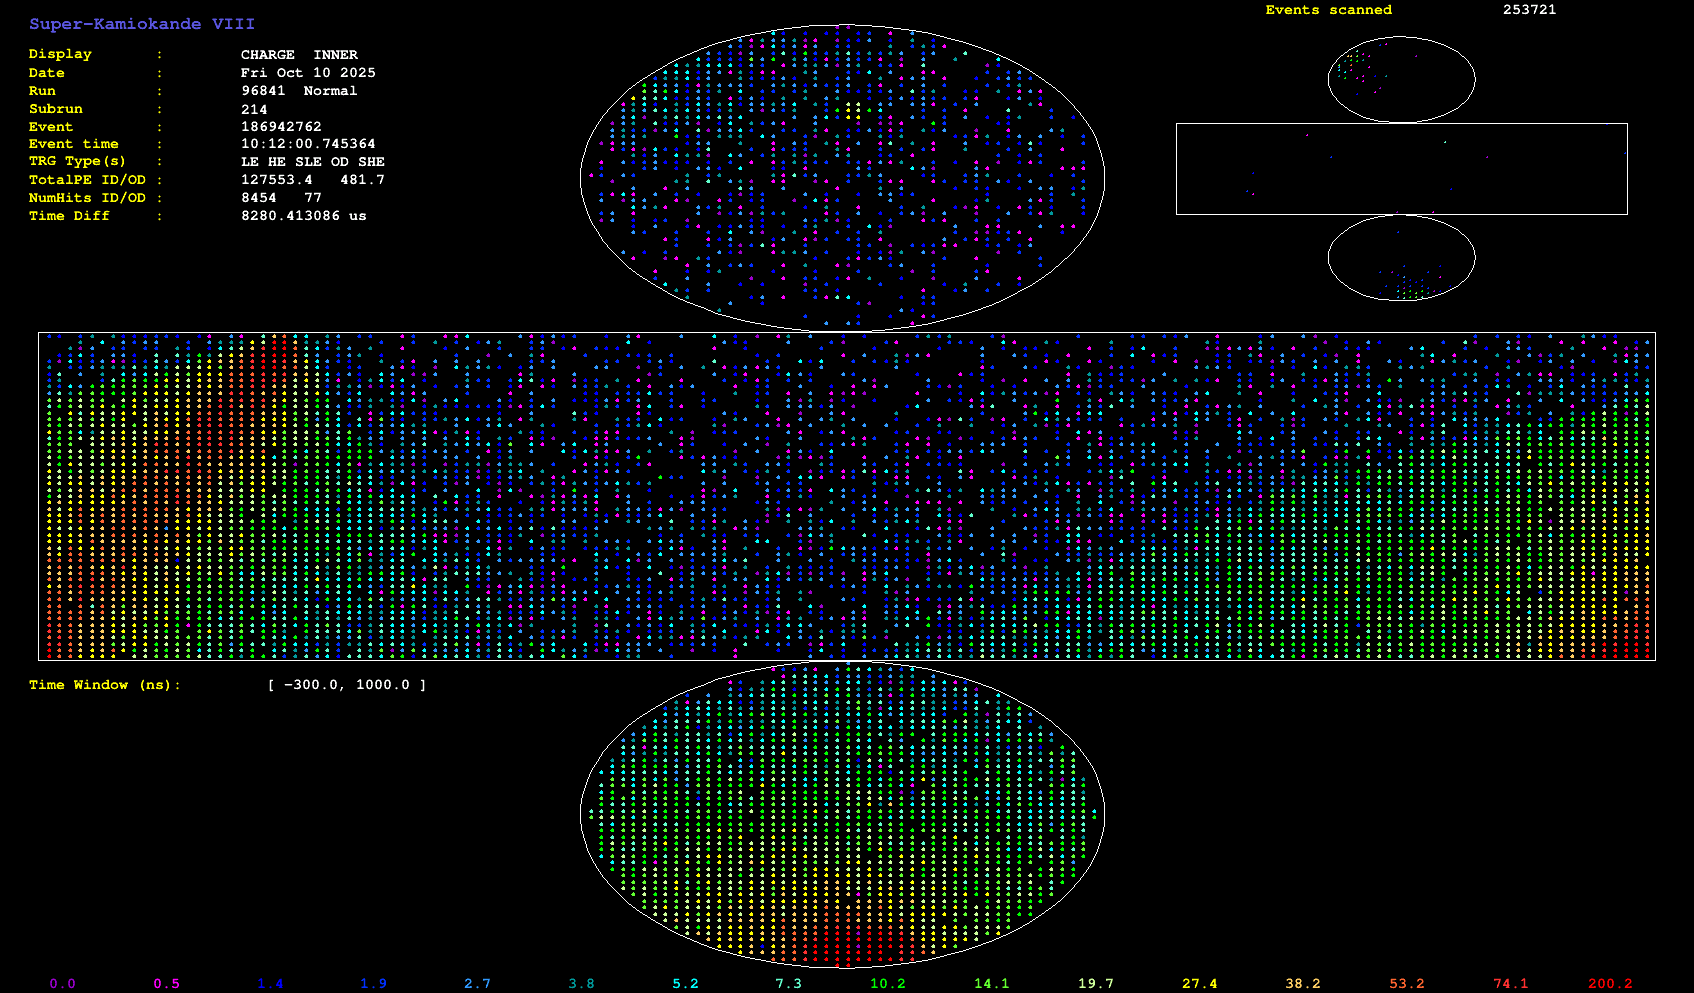 Super-Kamiokande VIII
Display : CHARGE INNER
Date : Fri Oct 10 2025
Run : 96841 Normal
Subrun : 214
Event : 186942762
Event time : 10:12:00.745364
TRG Type(s) : LE HE SLE OD SHE
TotalPE ID/OD : 127553.4 481.7
NumHits ID/OD : 8454 77
Time Diff : 8280.413086 us
Events scanned 253721
Time Window (ns): [ -300.0, 1000.0 ]
0.0 0.5 1.4 1.9 2.7 3.8 5.2 7.3 10.2 14.1 19.7 27.4 38.2 53.2 74.1 200.2